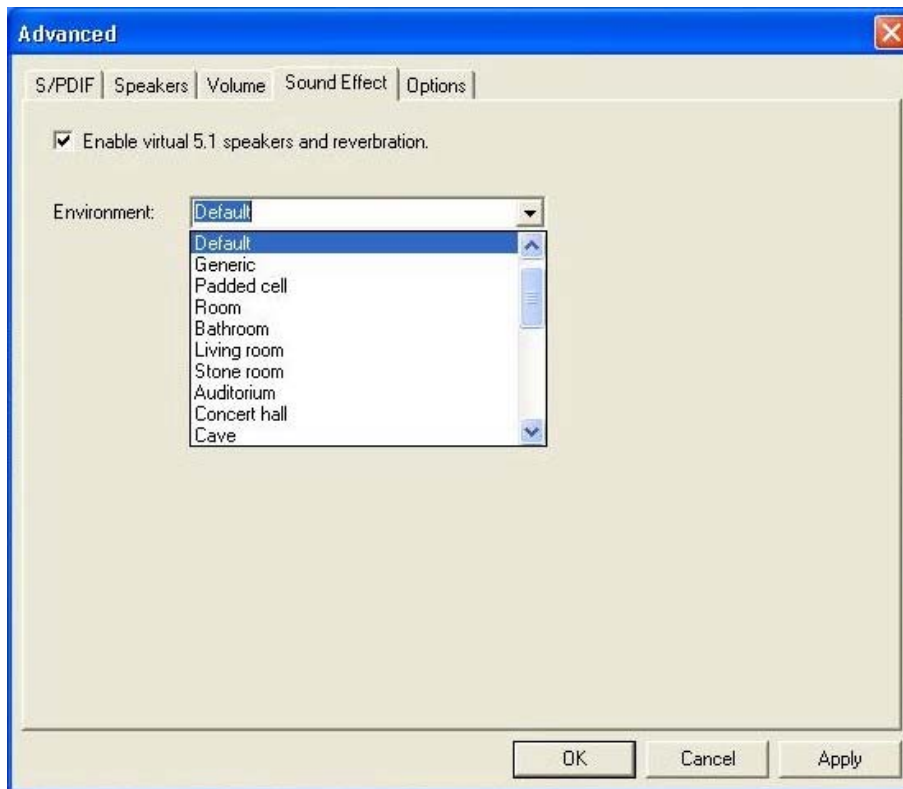 Advanced
S/PDIF Speakers Volume Sound Effect Options
Enable virtual 5.1 speakers and reverbration.
Environment: Default
Default
Generic
Padded cell
Room
Bathroom
Living room
Stone room
Auditorium
Concert hall
Cave
OK Cancel Apply